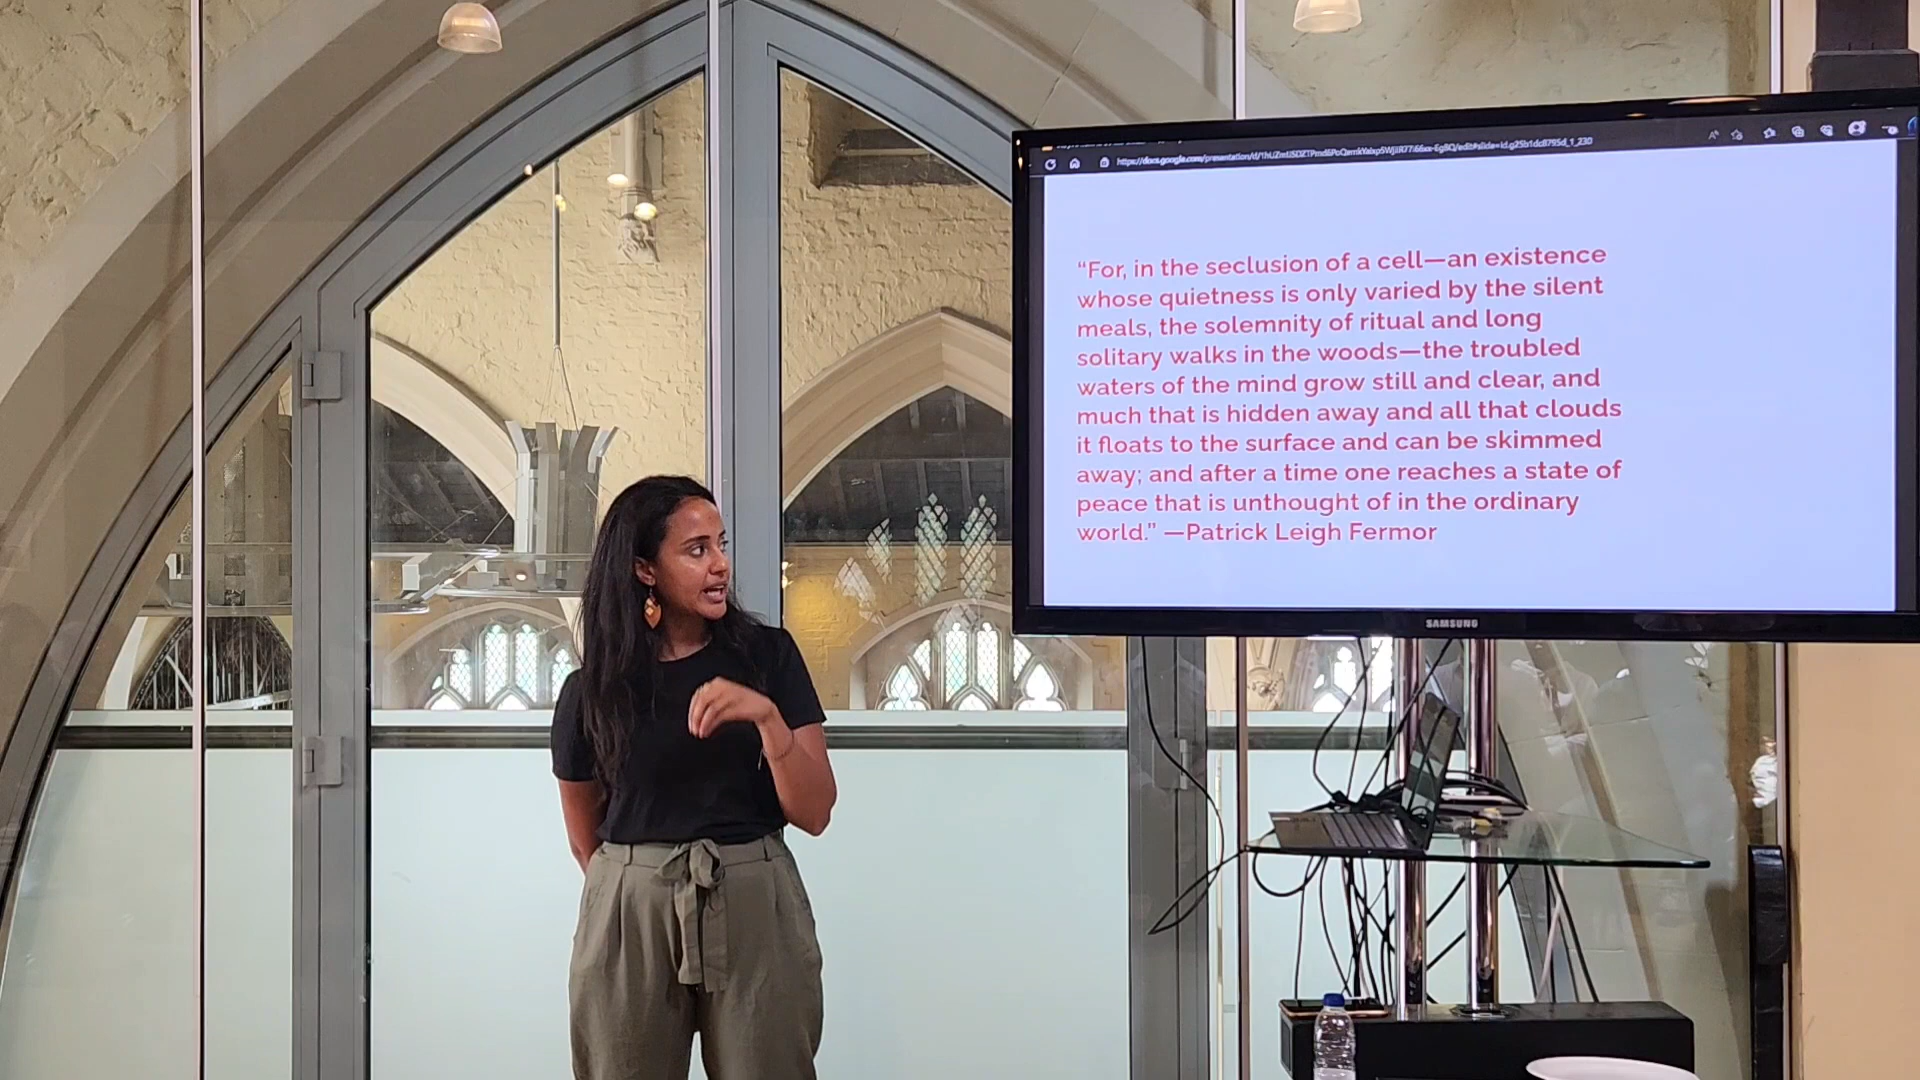 “For, in the seclusion of a cell—an existence
whose quietness is only varied by the silent
meals, the solemnity of ritual and long
solitary walks in the woods—the troubled
waters of the mind grow still and clear, and
much that is hidden away and all that clouds
it floats to the surface and can be skimmed
away; and after a time one reaches a state of
peace that is unthought of in the ordinary
world.” —Patrick Leigh Fermor
SAMSUNG